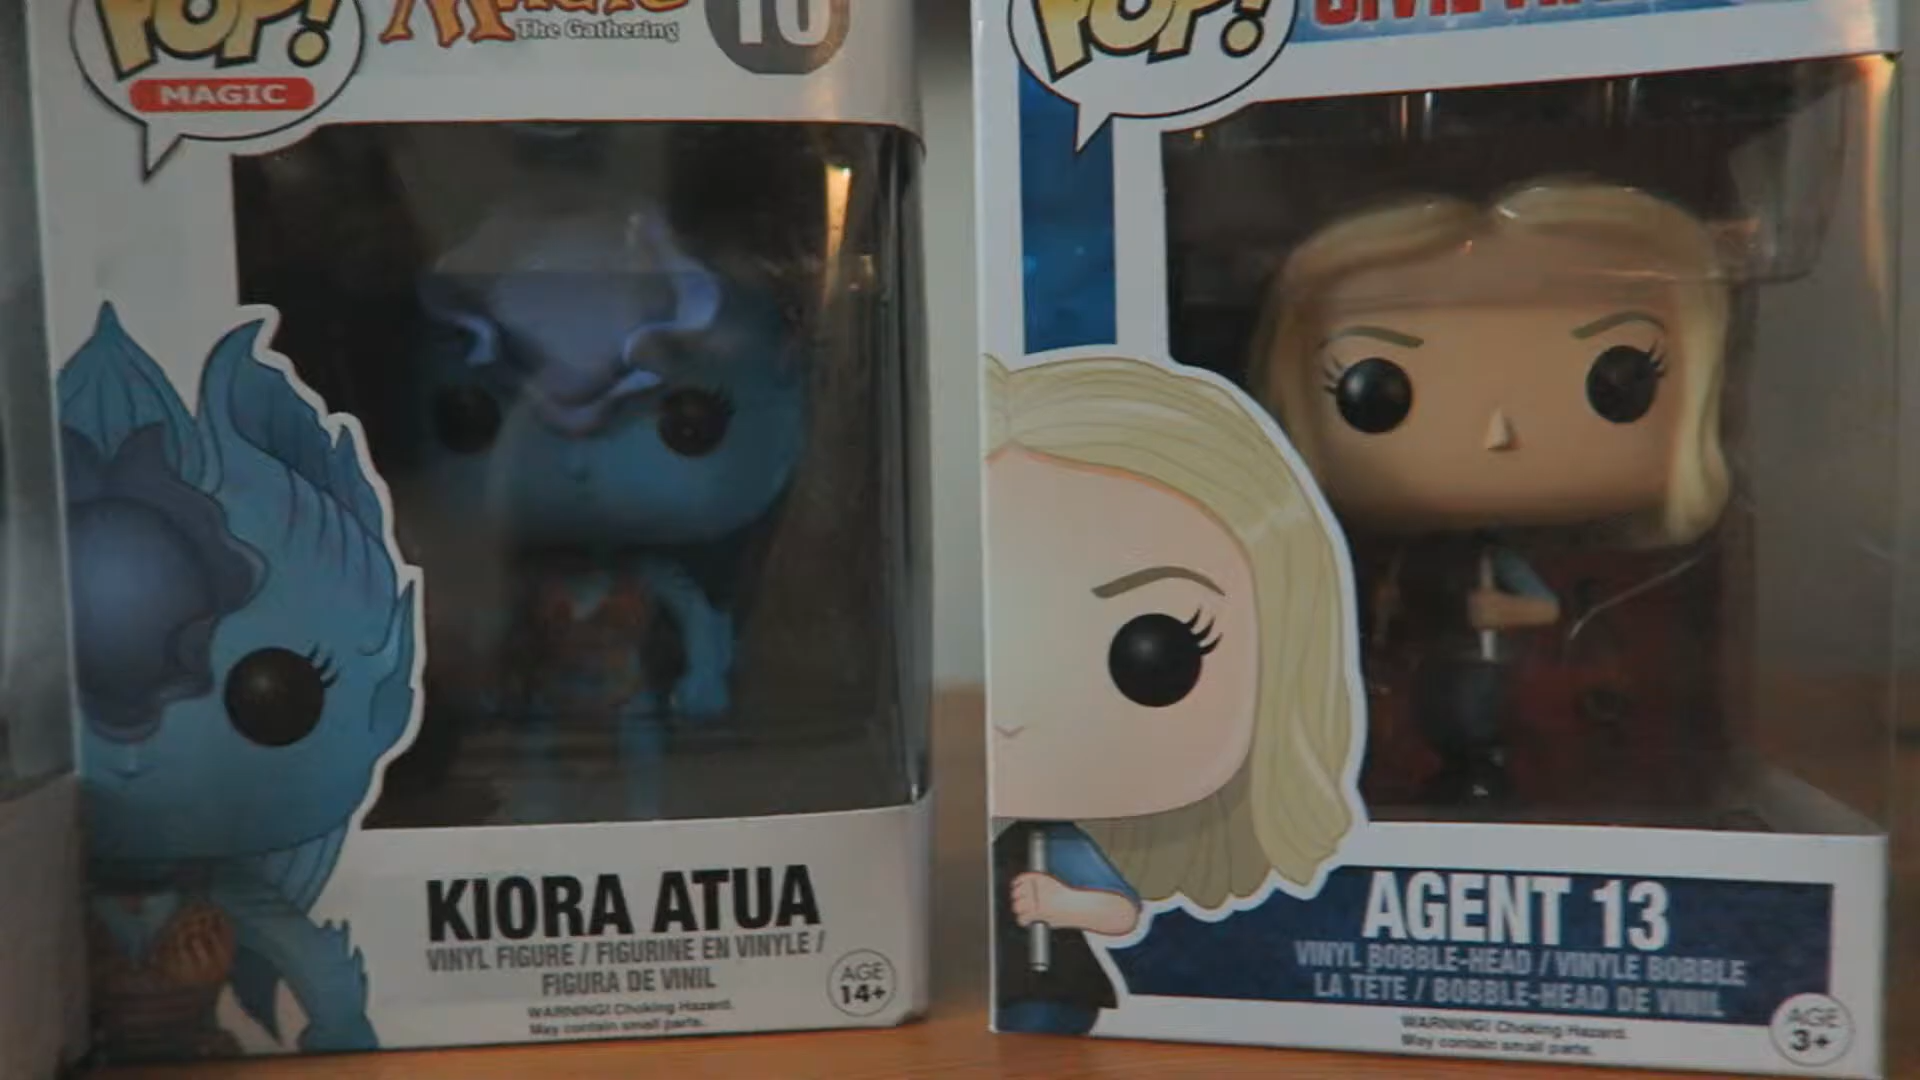 POP!
MAGIC
MAGIC
The Gathering
10
KIORA ATUA
VINYL FIGURE / FIGURINE EN VINYLE /
FIGURA DE VINIL
WARNING! Choking Hazard.
May contain small parts.
AGE
14+
POP!
AGENT 13
VINYL BOBBLE-HEAD / VINYLE BOBBLE
LA TÊTE / BOBBLE-HEAD DE VINIL
WARNING! Choking Hazard.
May contain small parts.
AGE
3+